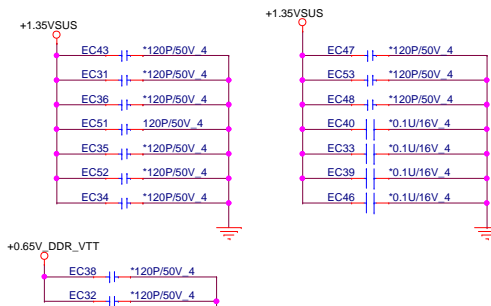 +1.35VSUS
EC43 *120P/50V_4
EC31 *120P/50V_4
EC36 *120P/50V_4
EC51 120P/50V_4
EC35 *120P/50V_4
EC52 *120P/50V_4
EC34 *120P/50V_4
+1.35VSUS
EC47 *120P/50V_4
EC53 *120P/50V_4
EC48 *120P/50V_4
EC40 *0.1U/16V_4
EC33 *0.1U/16V_4
EC39 *0.1U/16V_4
EC46 *0.1U/16V_4
+0.65V_DDR_VTT
EC38 *120P/50V_4
EC32 *120P/50V_4